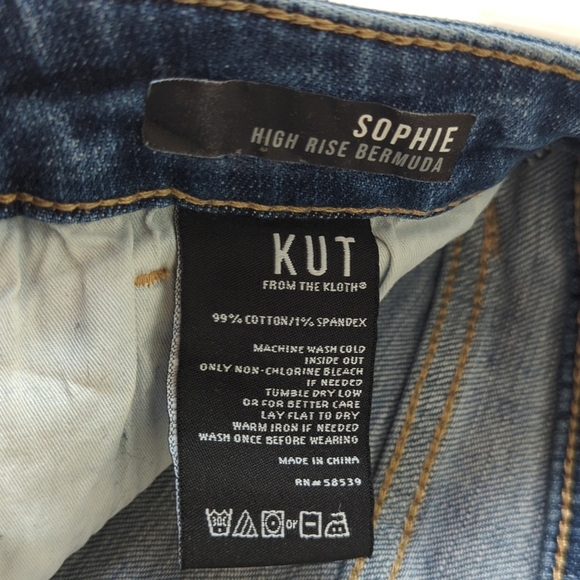 SOPHIE
HIGH RISE BERMUDA
KUT
FROM THE KLOTH®
99% COTTON/1% SPANDEX
MACHINE WASH COLD
INSIDE OUT
ONLY NON-CHLORINE BLEACH
IF NEEDED
TUMBLE DRY LOW
OR FOR BETTER CARE
LAY FLAT TO DRY
WARM IRON IF NEEDED
WASH ONCE BEFORE WEARING
MADE IN CHINA
RN# 58539
30C or